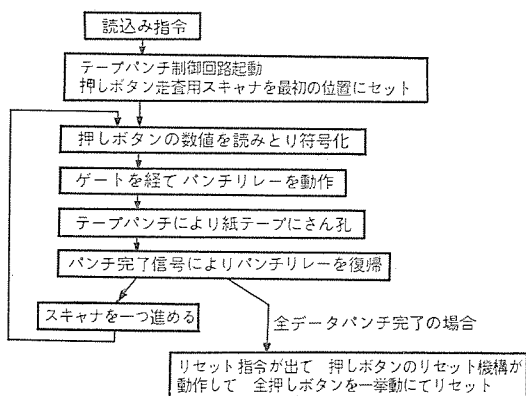 読込み指令
テープパンチ制御回路起動
押しボタン走査用スキャナを最初の位置にセット
押しボタンの数値を読みとり符号化
ゲートを経て パンチリレーを動作
テープパンチにより紙テープにさん孔
パンチ完了信号によりパンチリレーを復帰
スキャナを一つ進める
全データパンチ完了の場合
リセット指令が出て 押しボタンのリセット機構が
動作して 全押しボタンを一挙動にてリセット